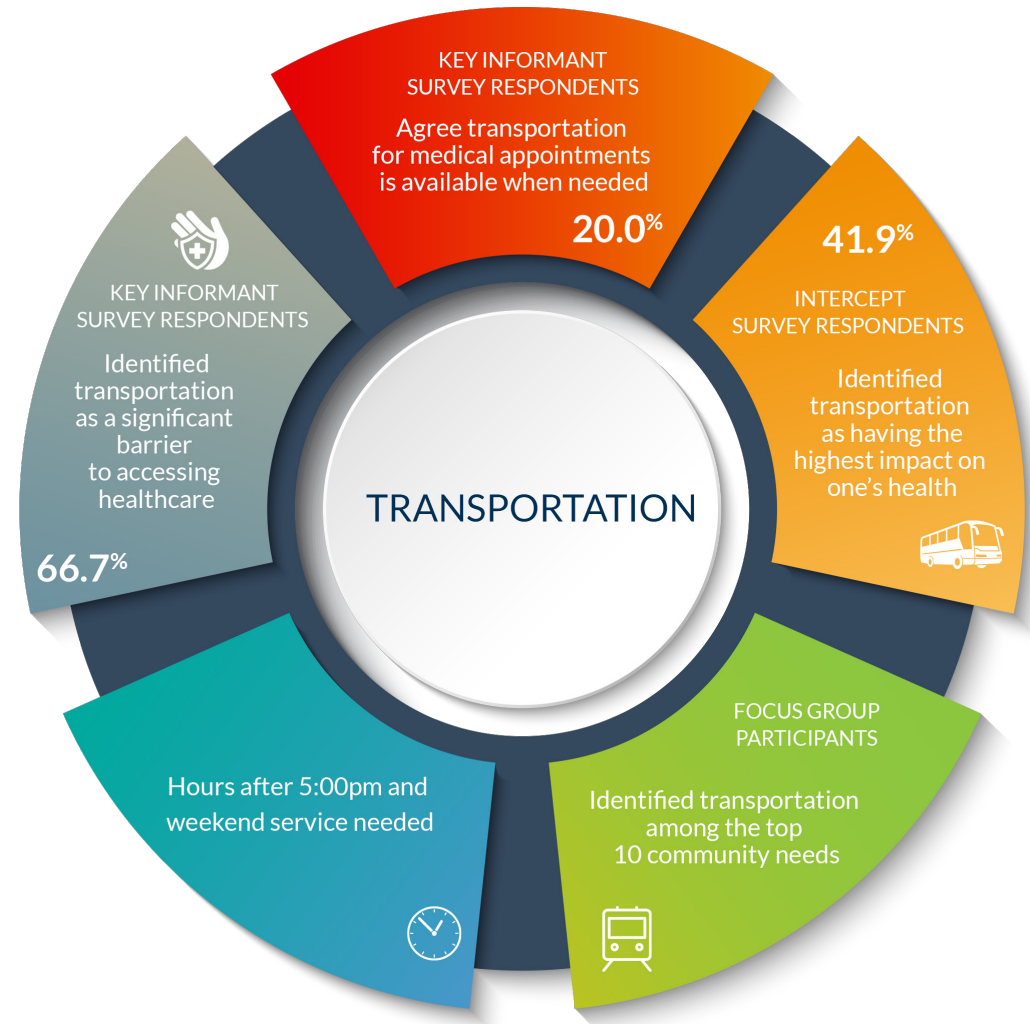 KEY INFORMANT
SURVEY RESPONDENTS
Agree transportation
for medical appointments
is available when needed
20.0%
41.9%
INTERCEPT
SURVEY RESPONDENTS
Identified
transportation
as having the
highest impact on
one’s health
FOCUS GROUP
PARTICIPANTS
Identified transportation
among the top
10 community needs
Hours after 5:00pm and
weekend service needed
KEY INFORMANT
SURVEY RESPONDENTS
Identified
transportation
as a significant
barrier
to accessing
healthcare
66.7%
TRANSPORTATION